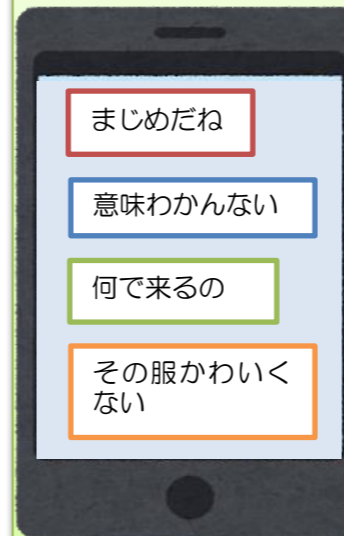 まじめだね
意味わかんない
何で来るの
その服かわいく
ない